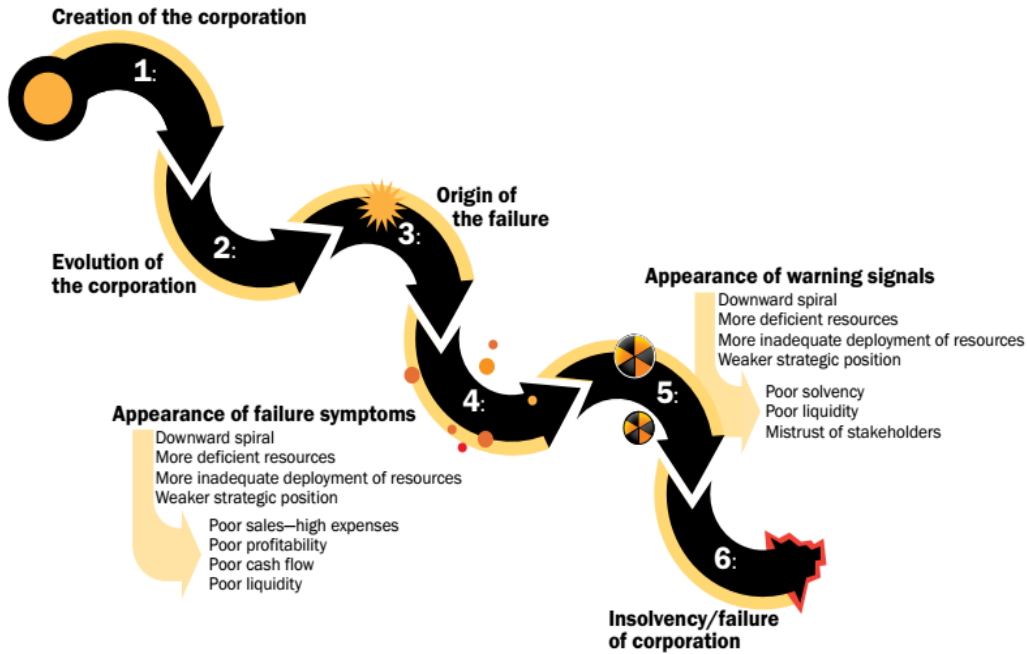 Creation of the corporation
1:
2:
Evolution of
the corporation
Origin of
the failure
3:
4:
Appearance of failure symptoms
Downward spiral
More deficient resources
More inadequate deployment of resources
Weaker strategic position
Poor sales—high expenses
Poor profitability
Poor cash flow
Poor liquidity
Appearance of warning signals
Downward spiral
More deficient resources
More inadequate deployment of resources
Weaker strategic position
5:
Poor solvency
Poor liquidity
Mistrust of stakeholders
6:
Insolvency/failure
of corporation